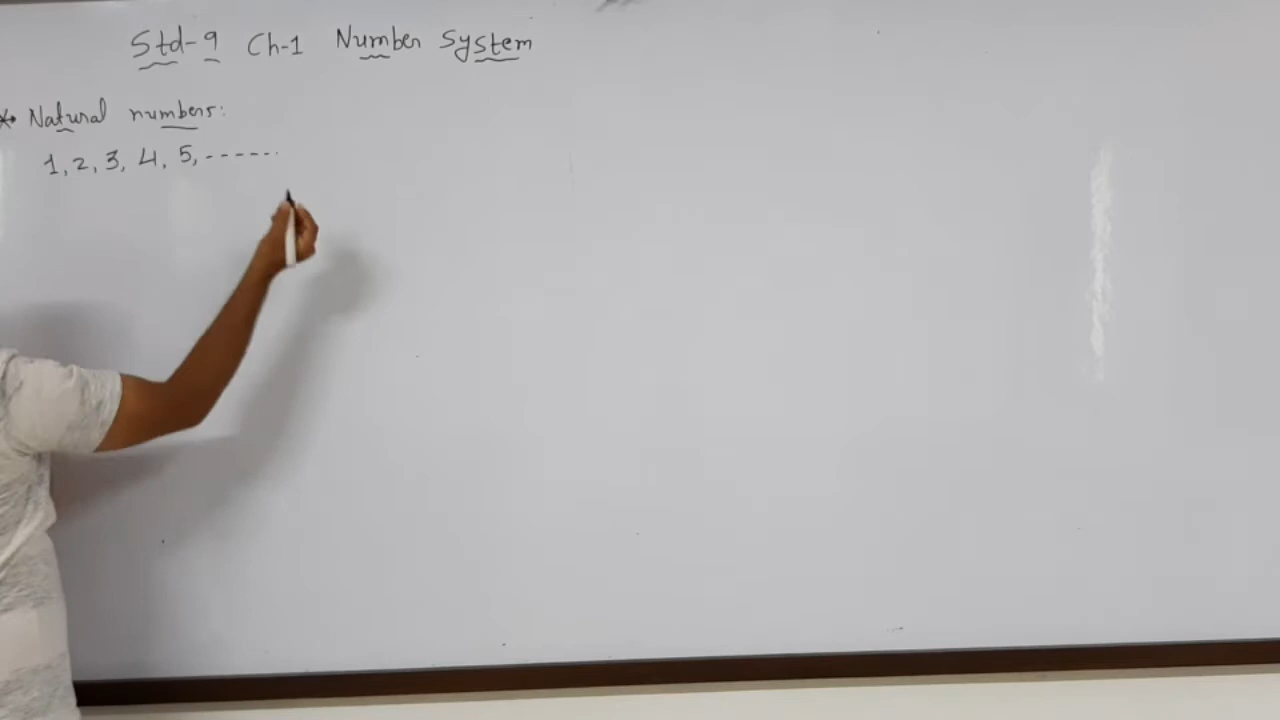 Std-9 Ch-1 Number System
* Natural numbers:
1, 2, 3, 4, 5, ------